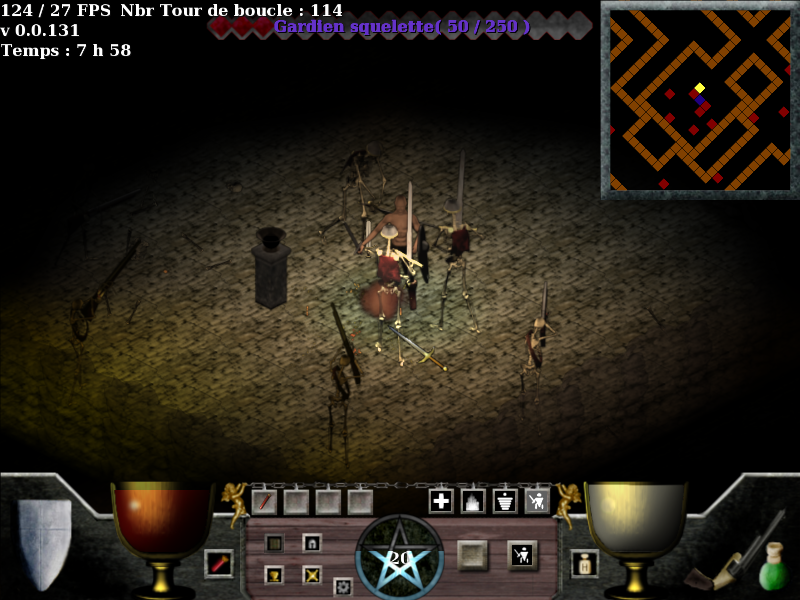 124 / 27 FPS Nbr Tour de boucle : 114
Gardien squelette( 50 / 250 )
v 0.0.131
Temps : 7 h 58
20
H